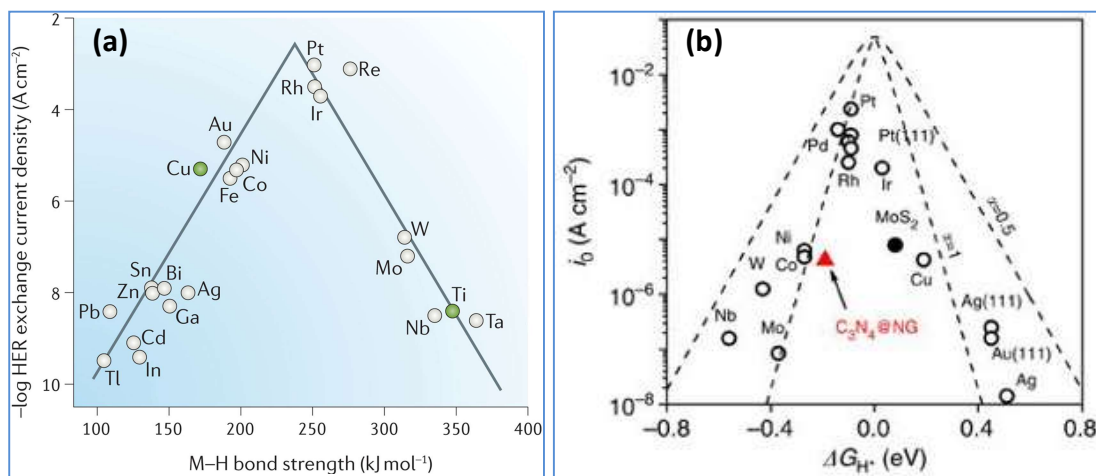 (a)
−log HER exchange current density (A cm−2)
2
4
6
8
10
Pt
Re
Rh
Ir
Au
Cu
Ni
Co
Fe
W
Mo
Sn
Bi
Zn
Ag
Pb
Ga
Ti
Nb
Ta
Cd
In
Tl
100
150
200
250
300
350
400
M–H bond strength (kJ mol−1)
(b)
i0 (A cm−2)
10−2
10−4
10−6
10−8
Pt
Pt(111)
Pd
Rh
Ir
MoS2
Ni
Co
W
Cu
x=1
x=0.5
Nb
Mo
C3N4@NG
Ag(111)
Au(111)
Ag
−0.8
−0.4
0.0
0.4
0.8
ΔGH* (eV)